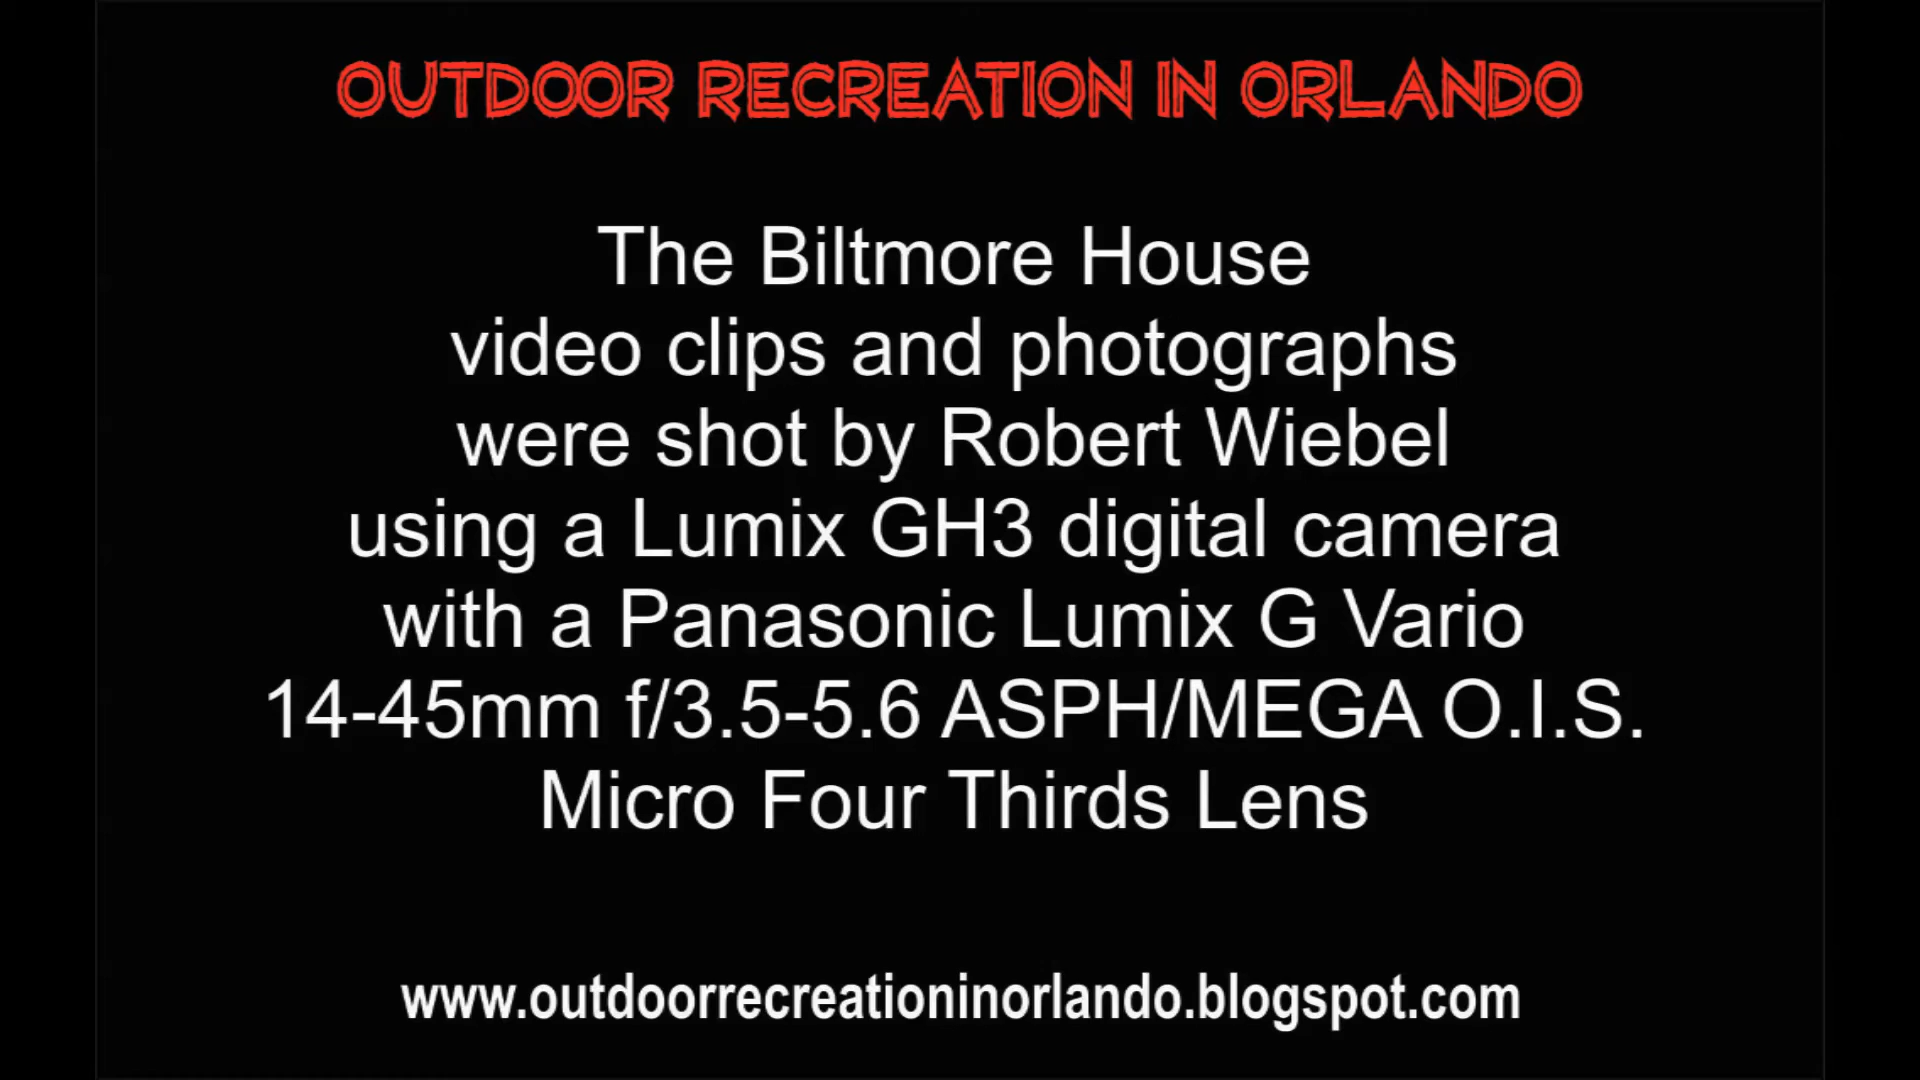 OUTDOOR RECREATION IN ORLANDO
The Biltmore House
video clips and photographs
were shot by Robert Wiebel
using a Lumix GH3 digital camera
with a Panasonic Lumix G Vario
14-45mm f/3.5-5.6 ASPH/MEGA O.I.S.
Micro Four Thirds Lens
www.outdoorrecreationinorlando.blogspot.com